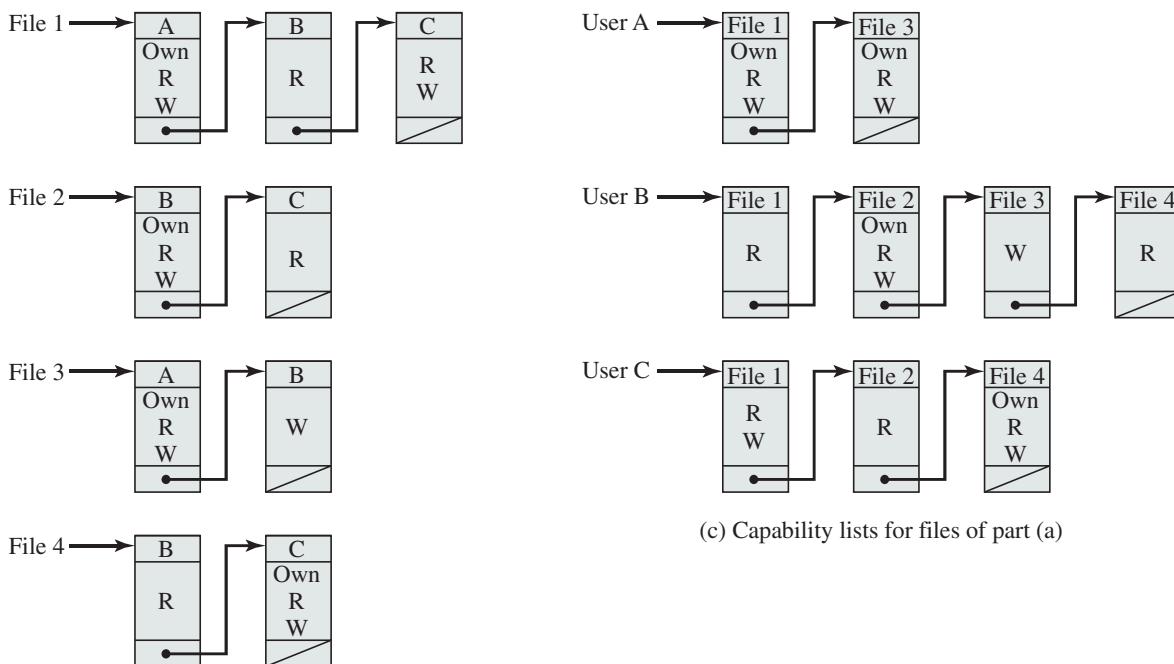 File 1
A
Own
R
W
B
R
C
R
W
File 2
B
Own
R
W
C
R
File 3
A
Own
R
W
B
W
File 4
B
R
C
Own
R
W
User A
File 1
Own
R
W
File 3
Own
R
W
User B
File 1
R
File 2
Own
R
W
File 3
W
File 4
R
User C
File 1
R
W
File 2
R
File 4
Own
R
W
(c) Capability lists for files of part (a)